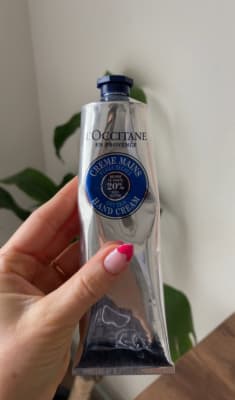 L'OCCITANE
EN PROVENCE
CRÈME MAINS
20%
HAND CREAM